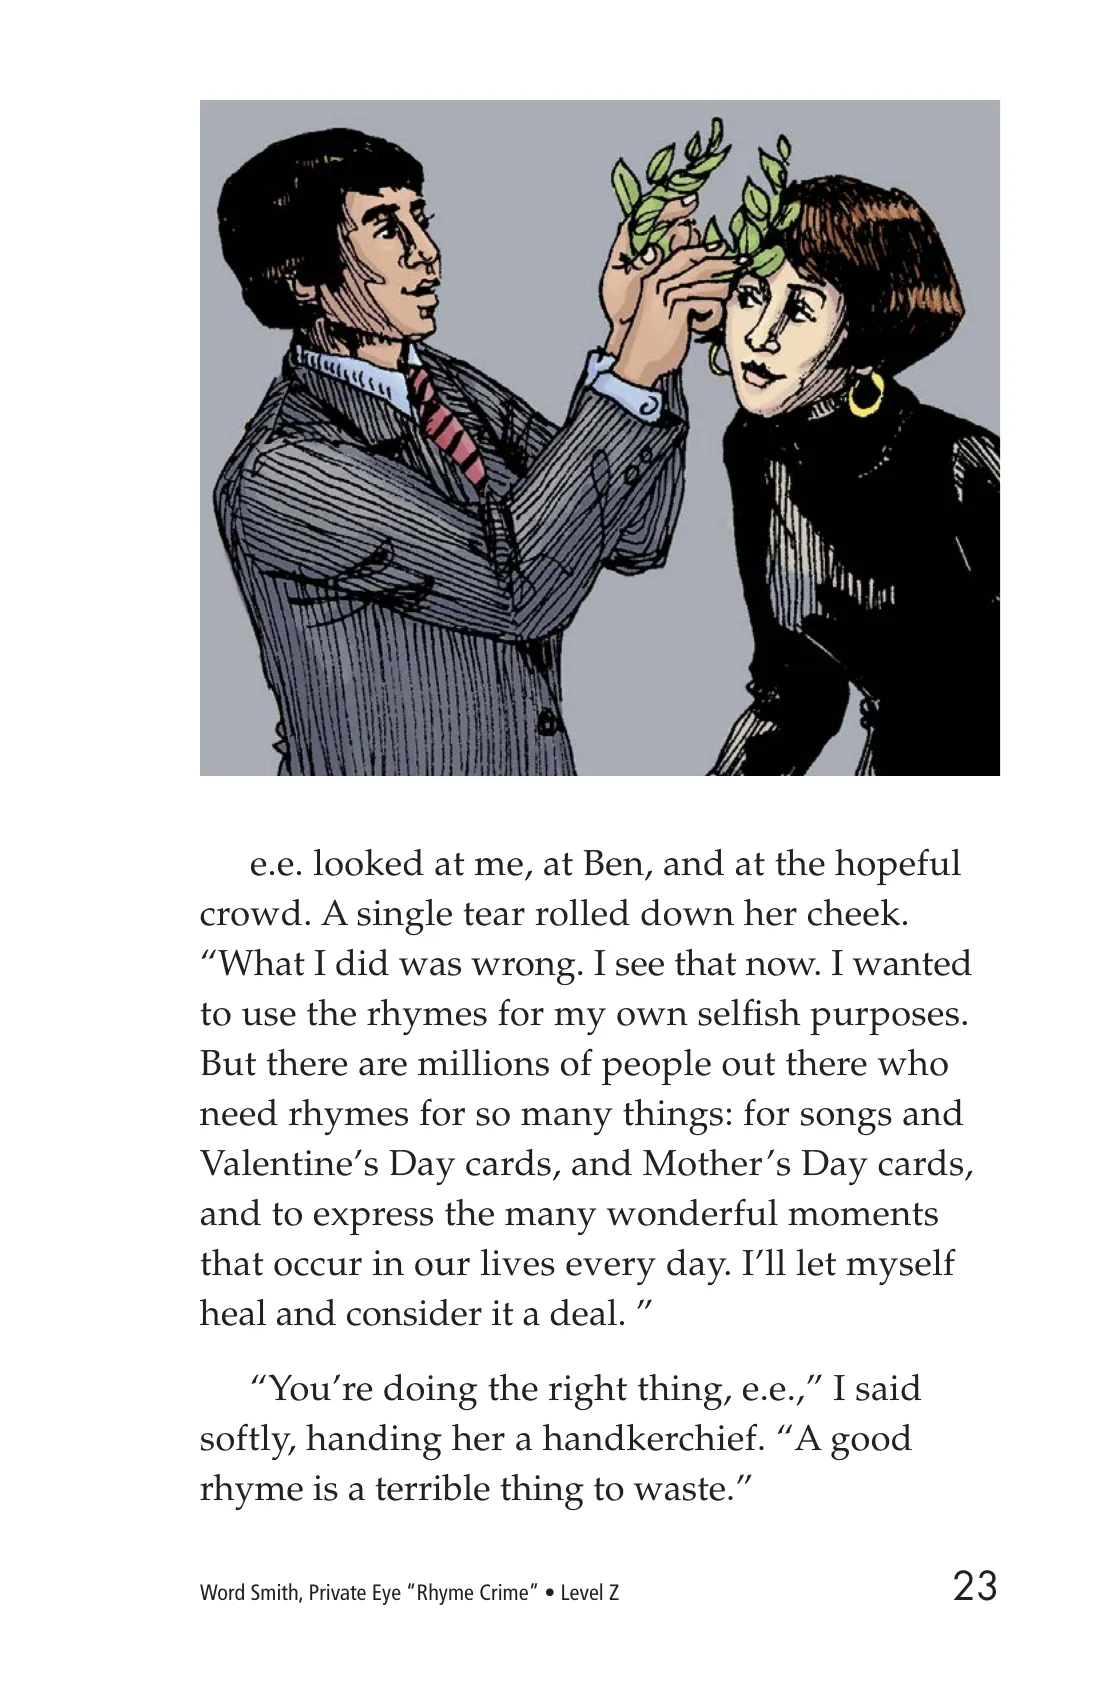 e.e. looked at me, at Ben, and at the hopeful
crowd. A single tear rolled down her cheek.
“What I did was wrong. I see that now. I wanted
to use the rhymes for my own selfish purposes.
But there are millions of people out there who
need rhymes for so many things: for songs and
Valentine’s Day cards, and Mother’s Day cards,
and to express the many wonderful moments
that occur in our lives every day. I’ll let myself
heal and consider it a deal. ”
“You’re doing the right thing, e.e.,” I said
softly, handing her a handkerchief. “A good
rhyme is a terrible thing to waste.”
Word Smith, Private Eye “Rhyme Crime” • Level Z 23